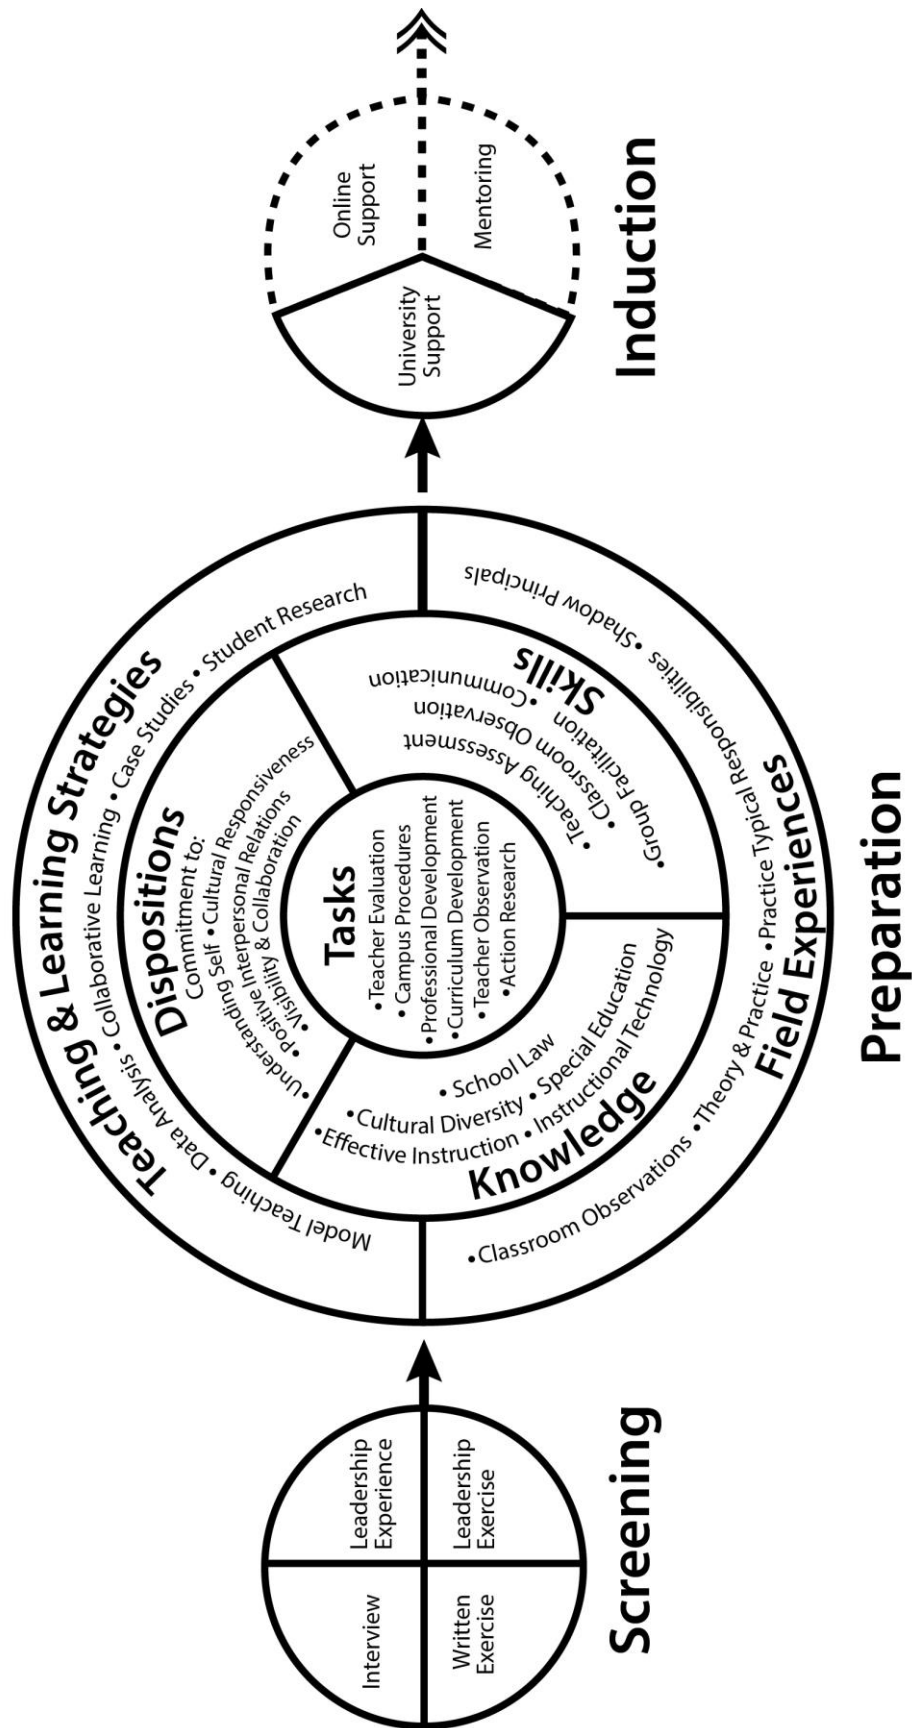 Interview
Leadership
Experience
Written
Exercise
Leadership
Exercise
Screening
Teaching & Learning Strategies
Model Teaching • Data Analysis • Collaborative Learning • Case Studies • Student Research
Dispositions
Commitment to:
• Understanding Self • Cultural Responsiveness
• Positive Interpersonal Relations
• Visibility & Collaboration
Tasks
• Teacher Evaluation
• Campus Procedures
• Professional Development
• Curriculum Development
• Teacher Observation
• Action Research
• School Law
• Cultural Diversity • Special Education
• Effective Instruction • Instructional Technology
Knowledge
• Teaching Assessment
• Classroom Observation
• Group Facilitation • Communication
Skills
• Classroom Observations • Theory & Practice • Practice Typical Responsibilities • Shadow Principals
Field Experiences
Preparation
University
Support
Online
Support
Mentoring
Induction